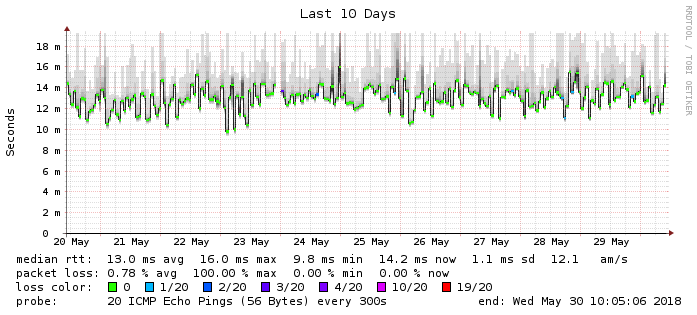 Last 10 Days
RRDTOOL / TOBI OETIKER
Seconds
18 m
16 m
14 m
12 m
10 m
8 m
6 m
4 m
2 m
0
20 May 21 May 22 May 23 May 24 May 25 May 26 May 27 May 28 May 29 May
median rtt: 13.0 ms avg 16.0 ms max 9.8 ms min 14.2 ms now 1.1 ms sd 12.1 am/s
packet loss: 0.78 % avg 100.00 % max 0.00 % min 0.00 % now
loss color: 0 1/20 2/20 3/20 4/20 10/20 19/20
probe: 20 ICMP Echo Pings (56 Bytes) every 300s end: Wed May 30 10:05:06 2018